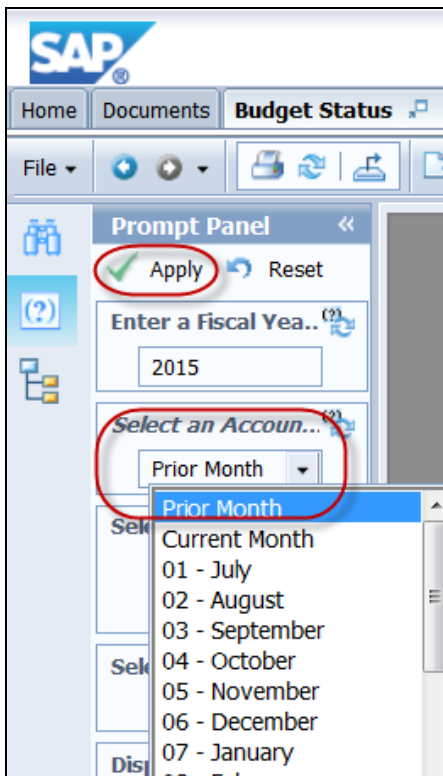 SAP®
Home Documents Budget Status
File
Prompt Panel «
Apply Reset
(?)
Enter a Fiscal Yea.. (?)
2015
Select an Accoun... (?)
Prior Month
Prior Month
Current Month
01 - July
02 - August
03 - September
04 - October
05 - November
06 - December
07 - January